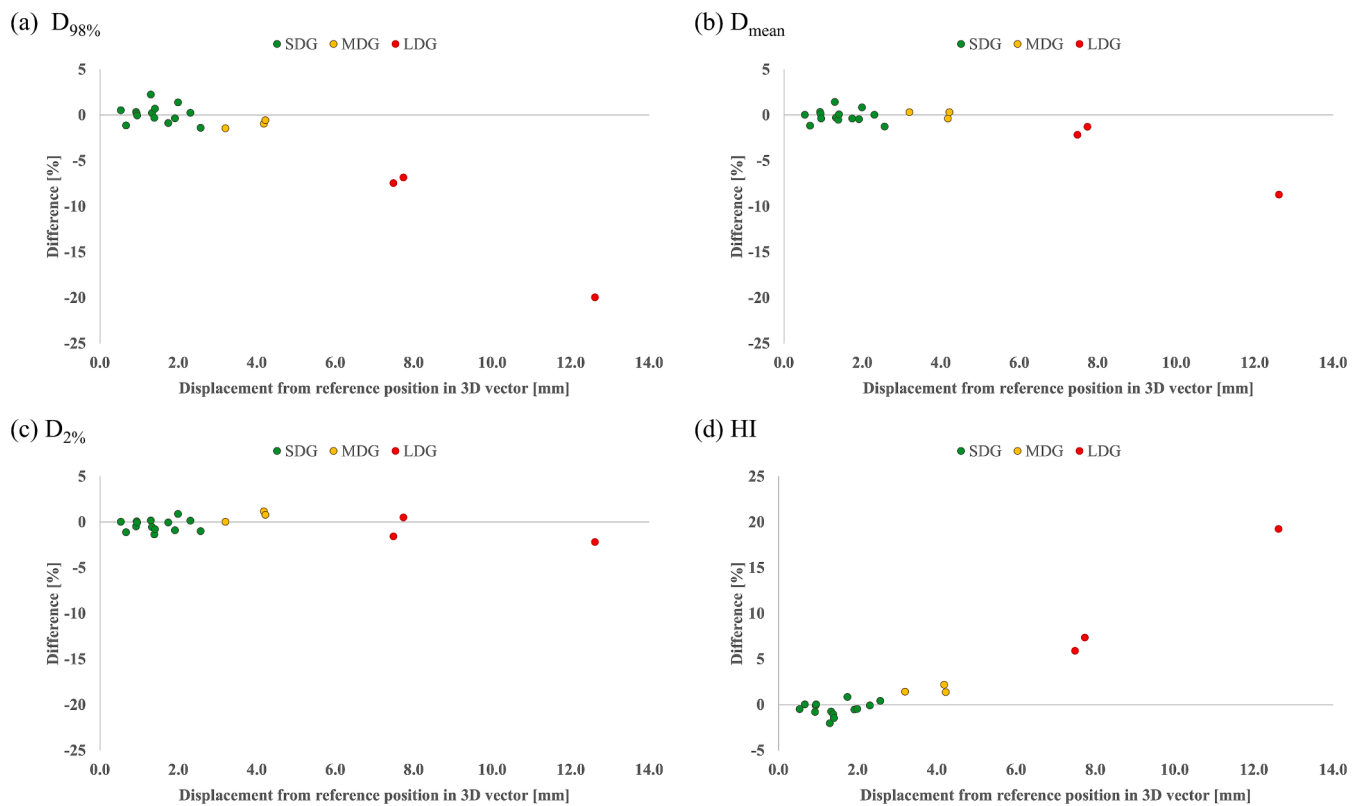 (a) D98%
SDG MDG LDG
5
0
-5
-10
-15
-20
-25
Difference [%]
0.0 2.0 4.0 6.0 8.0 10.0 12.0 14.0
Displacement from reference position in 3D vector [mm]
(b) Dmean
SDG MDG LDG
5
0
-5
-10
-15
-20
-25
Difference [%]
0.0 2.0 4.0 6.0 8.0 10.0 12.0 14.0
Displacement from reference position in 3D vector [mm]
(c) D2%
SDG MDG LDG
5
0
-5
-10
-15
-20
-25
Difference [%]
0.0 2.0 4.0 6.0 8.0 10.0 12.0 14.0
Displacement from reference position in 3D vector [mm]
(d) HI
SDG MDG LDG
25
20
15
10
5
0
-5
Difference [%]
0.0 2.0 4.0 6.0 8.0 10.0 12.0 14.0
Displacement from reference position in 3D vector [mm]